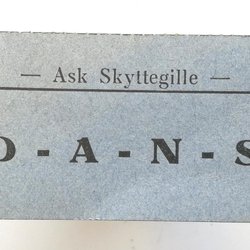 — Ask Skyttegille —
D-A-N-S